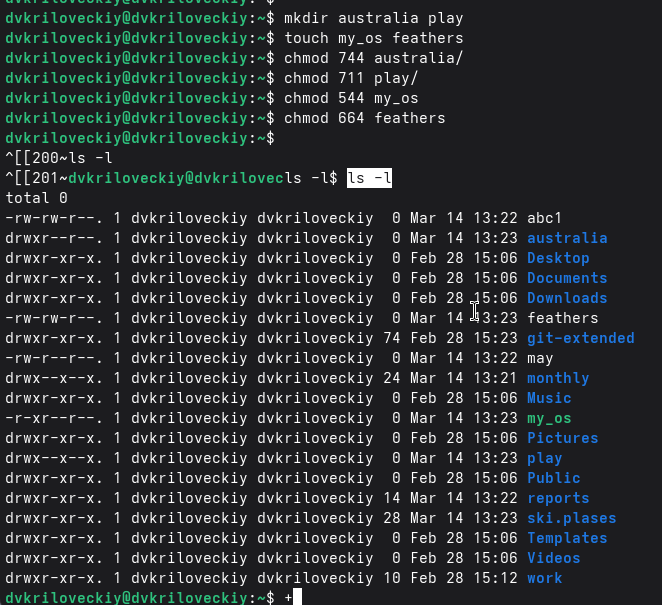 dvkriloveckiy@dvkriloveckiy:~$ mkdir australia play
dvkriloveckiy@dvkriloveckiy:~$ touch my_os feathers
dvkriloveckiy@dvkriloveckiy:~$ chmod 744 australia/
dvkriloveckiy@dvkriloveckiy:~$ chmod 711 play/
dvkriloveckiy@dvkriloveckiy:~$ chmod 544 my_os
dvkriloveckiy@dvkriloveckiy:~$ chmod 664 feathers
dvkriloveckiy@dvkriloveckiy:~$
^[[200~ls -l
^[[201~dvkriloveckiy@dvkrilovecls -l$ ls -l
total 0
-rw-rw-r--. 1 dvkriloveckiy dvkriloveckiy  0 Mar 14 13:22 abc1
drwxr--r--. 1 dvkriloveckiy dvkriloveckiy  0 Mar 14 13:23 australia
drwxr-xr-x. 1 dvkriloveckiy dvkriloveckiy  0 Feb 28 15:06 Desktop
drwxr-xr-x. 1 dvkriloveckiy dvkriloveckiy  0 Feb 28 15:06 Documents
drwxr-xr-x. 1 dvkriloveckiy dvkriloveckiy  0 Feb 28 15:06 Downloads
-rw-rw-r--. 1 dvkriloveckiy dvkriloveckiy  0 Mar 14 13:23 feathers
drwxr-xr-x. 1 dvkriloveckiy dvkriloveckiy 74 Feb 28 15:23 git-extended
-rw-r--r--. 1 dvkriloveckiy dvkriloveckiy  0 Mar 14 13:22 may
drwx--x--x. 1 dvkriloveckiy dvkriloveckiy 24 Mar 14 13:21 monthly
drwxr-xr-x. 1 dvkriloveckiy dvkriloveckiy  0 Feb 28 15:06 Music
-r-xr--r--. 1 dvkriloveckiy dvkriloveckiy  0 Mar 14 13:23 my_os
drwxr-xr-x. 1 dvkriloveckiy dvkriloveckiy  0 Feb 28 15:06 Pictures
drwx--x--x. 1 dvkriloveckiy dvkriloveckiy  0 Mar 14 13:23 play
drwxr-xr-x. 1 dvkriloveckiy dvkriloveckiy  0 Feb 28 15:06 Public
drwxr-xr-x. 1 dvkriloveckiy dvkriloveckiy 14 Mar 14 13:22 reports
drwxr-xr-x. 1 dvkriloveckiy dvkriloveckiy 28 Mar 14 13:23 ski.plases
drwxr-xr-x. 1 dvkriloveckiy dvkriloveckiy  0 Feb 28 15:06 Templates
drwxr-xr-x. 1 dvkriloveckiy dvkriloveckiy  0 Feb 28 15:06 Videos
drwxr-xr-x. 1 dvkriloveckiy dvkriloveckiy 10 Feb 28 15:12 work
dvkriloveckiy@dvkriloveckiy:~$ +